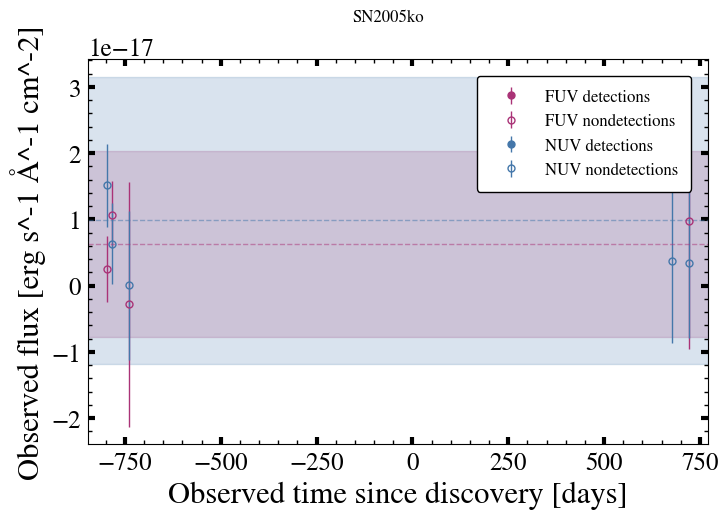 SN2005ko
1e−17
3
2
1
0
−1
−2
Observed flux [erg s^-1 Å^-1 cm^-2]
FUV detections
FUV nondetections
NUV detections
NUV nondetections
−750 −500 −250 0 250 500 750
Observed time since discovery [days]